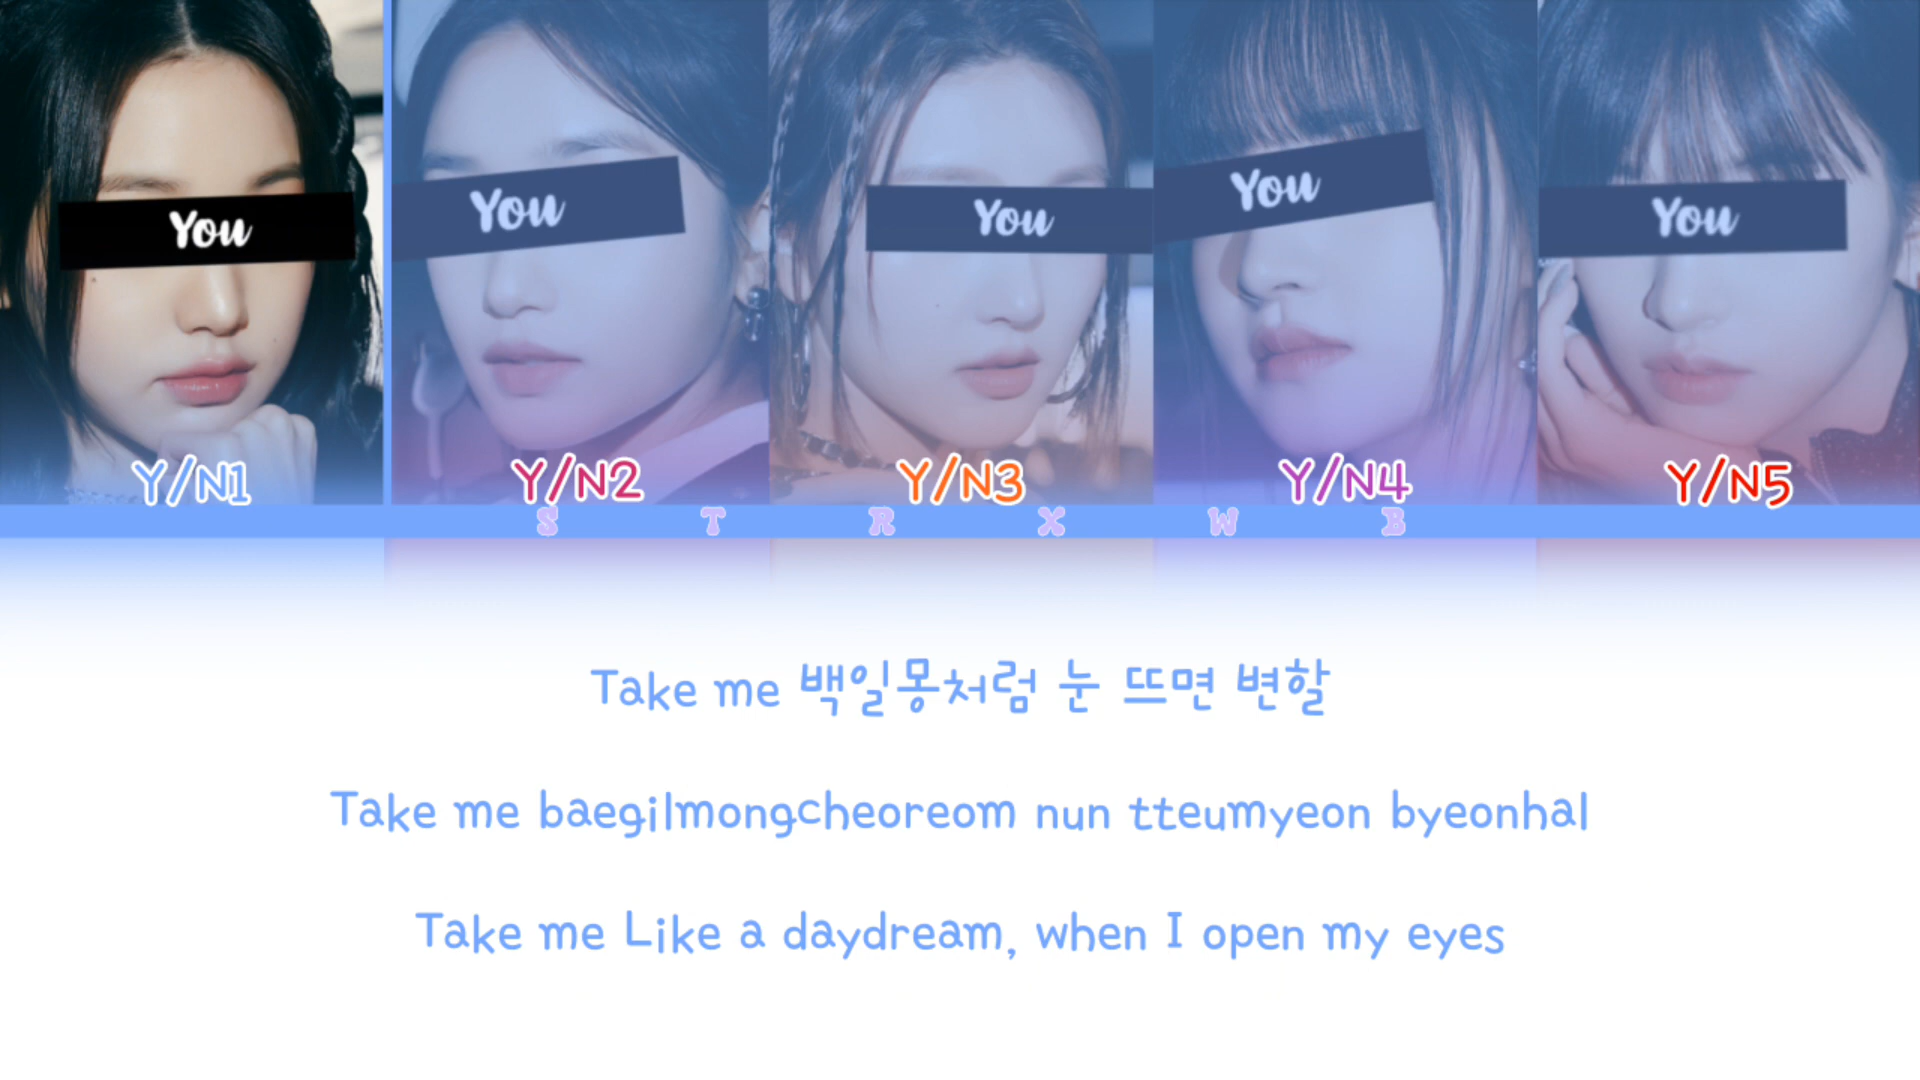 You You You You You
Y/N1 Y/N2 Y/N3 Y/N4 Y/N5
S T R X W B
Take me 백일몽처럼 눈 뜨면 변할
Take me baegilmongcheoreom nun tteumyeon byeonhal
Take me Like a daydream, when I open my eyes